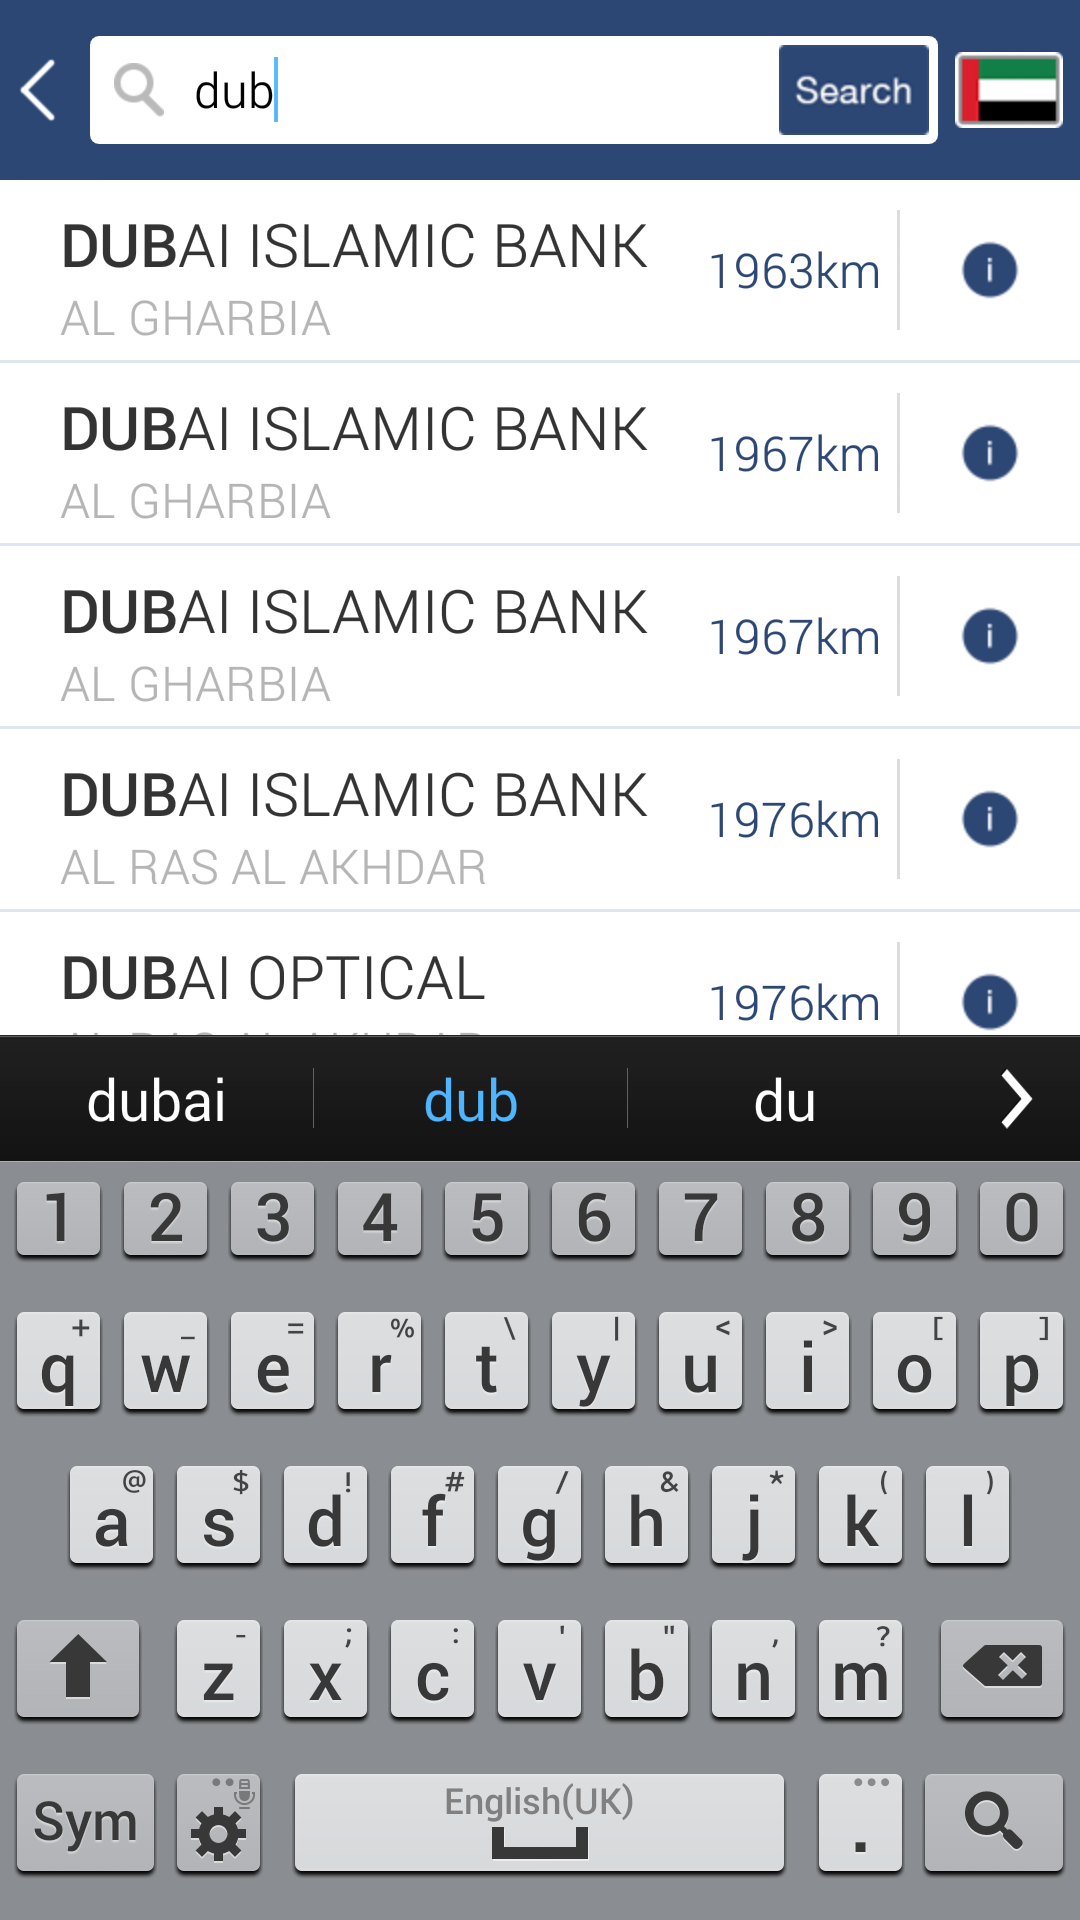 dub
Search
DUBAI ISLAMIC BANK
1963km
AL GHARBIA
DUBAI ISLAMIC BANK
1967km
AL GHARBIA
DUBAI ISLAMIC BANK
1967km
AL GHARBIA
DUBAI ISLAMIC BANK
1976km
AL RAS AL AKHDAR
DUBAI OPTICAL
1976km
dubai dub du
1 2 3 4 5 6 7 8 9 0
+ _ = % \ | < > [ ]
q w e r t y u i o p
@ $ ! # / & * ( )
a s d f g h j k l
- ; : ' " , ?
z x c v b n m
Sym
English(UK)
.